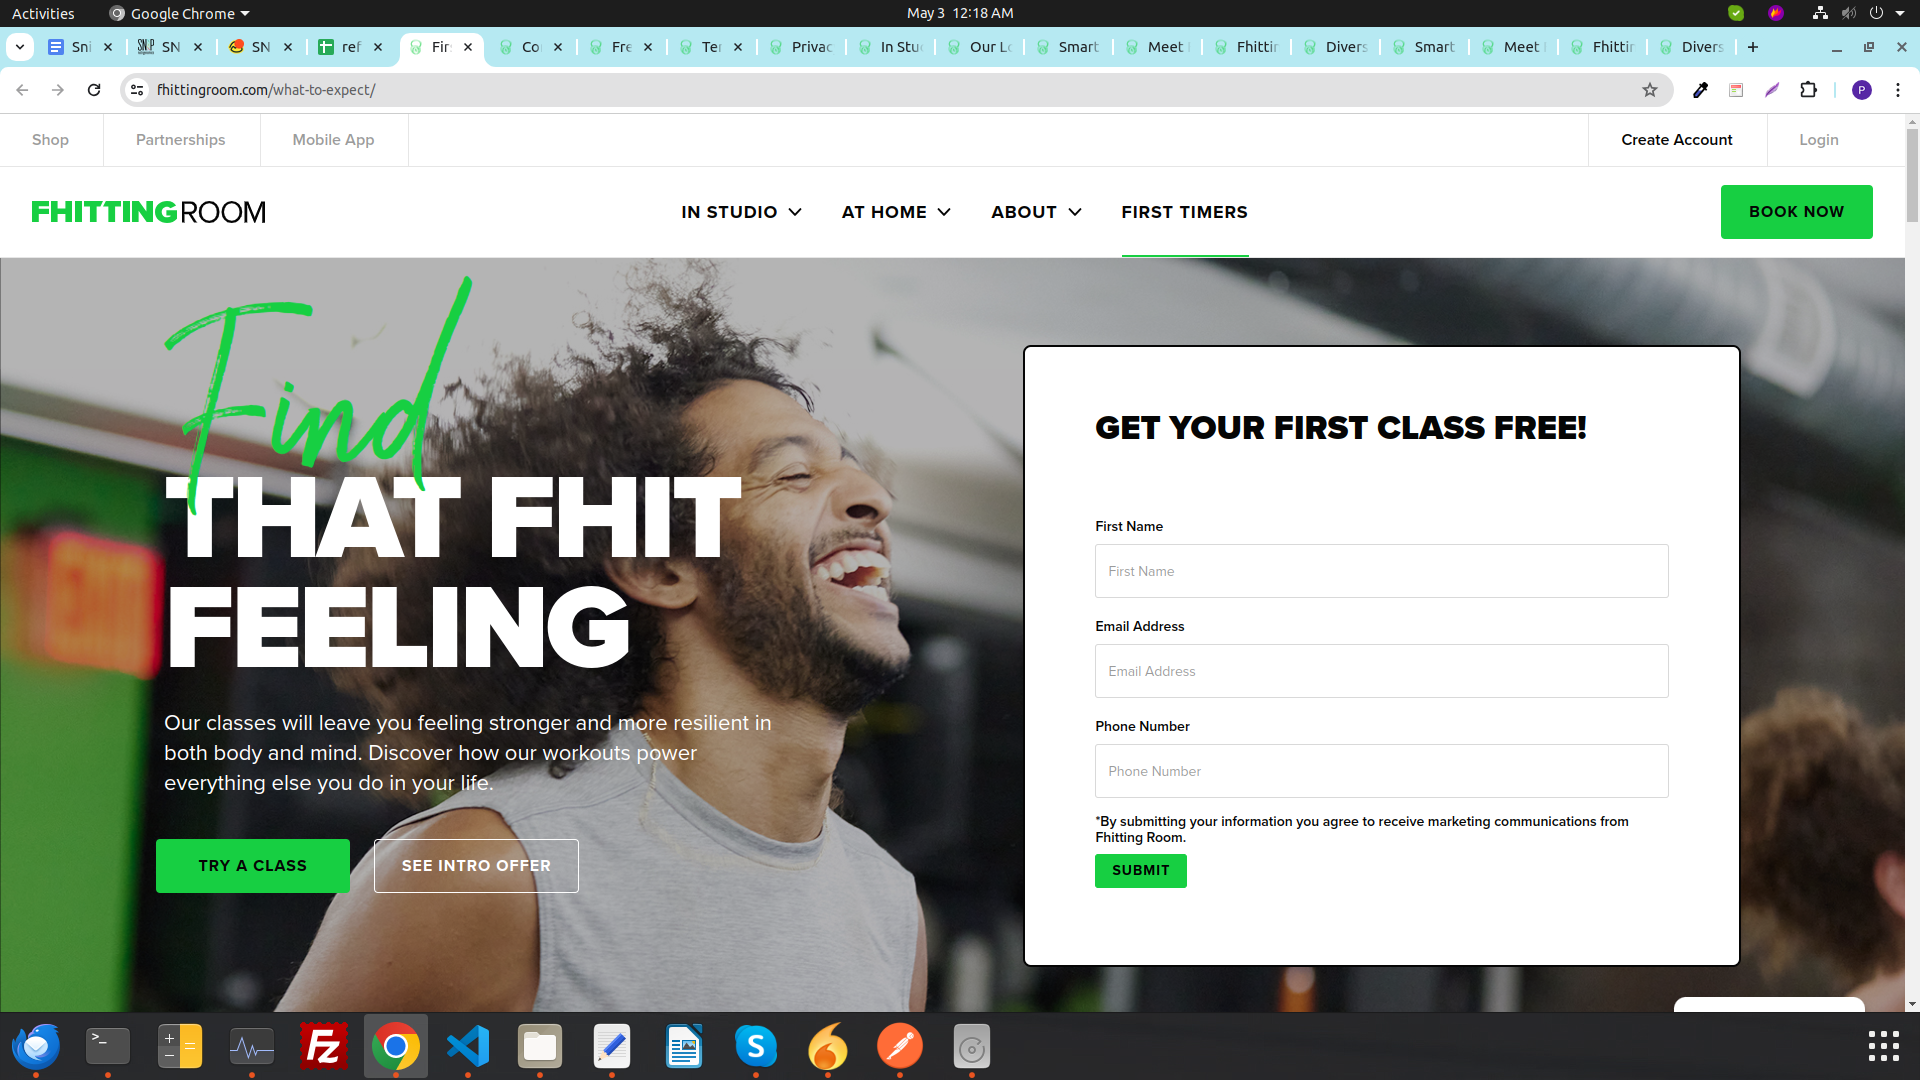 Activities
Google Chrome
May 3 12:18 AM
Sni
SN
SN
ref
Firs
Co
Fre
Ter
Privac
In Stuc
Our Lo
Smart
Meet
Fhittin
Divers
Smart
Meet
Fhittin
Divers
fhittingroom.com/what-to-expect/
P
Shop
Partnerships
Mobile App
Create Account
Login
FHITTINGROOM
IN STUDIO
AT HOME
ABOUT
FIRST TIMERS
BOOK NOW
Find
THAT FHIT
FEELING
Our classes will leave you feeling stronger and more resilient in
both body and mind. Discover how our workouts power
everything else you do in your life.
TRY A CLASS
SEE INTRO OFFER
GET YOUR FIRST CLASS FREE!
First Name
First Name
Email Address
Email Address
Phone Number
Phone Number
*By submitting your information you agree to receive marketing communications from
Fhitting Room.
SUBMIT